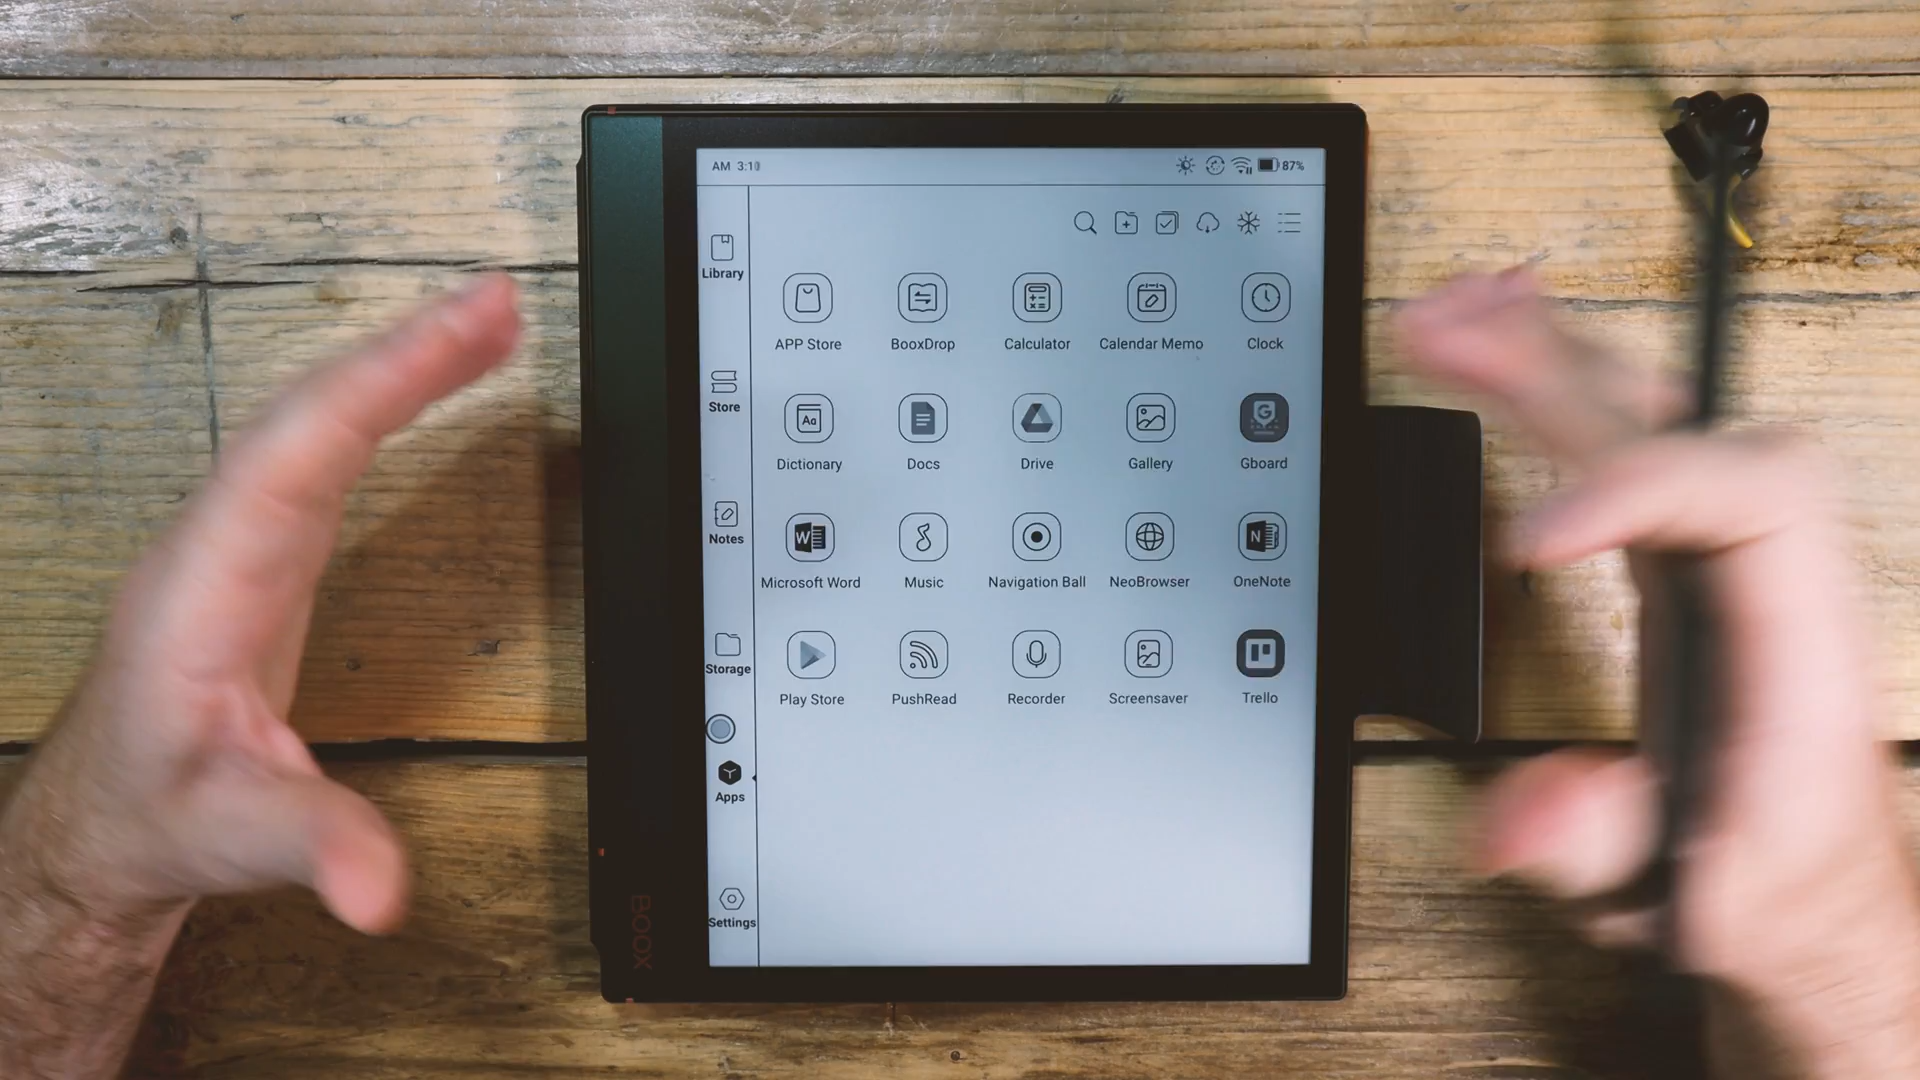 AM 3:10
87%
Library
APP Store
BooxDrop
Calculator
Calendar Memo
Clock
Store
Dictionary
Docs
Drive
Gallery
Gboard
Notes
Microsoft Word
Music
Navigation Ball
NeoBrowser
OneNote
Storage
Play Store
PushRead
Recorder
Screensaver
Trello
Apps
Settings
BOOX